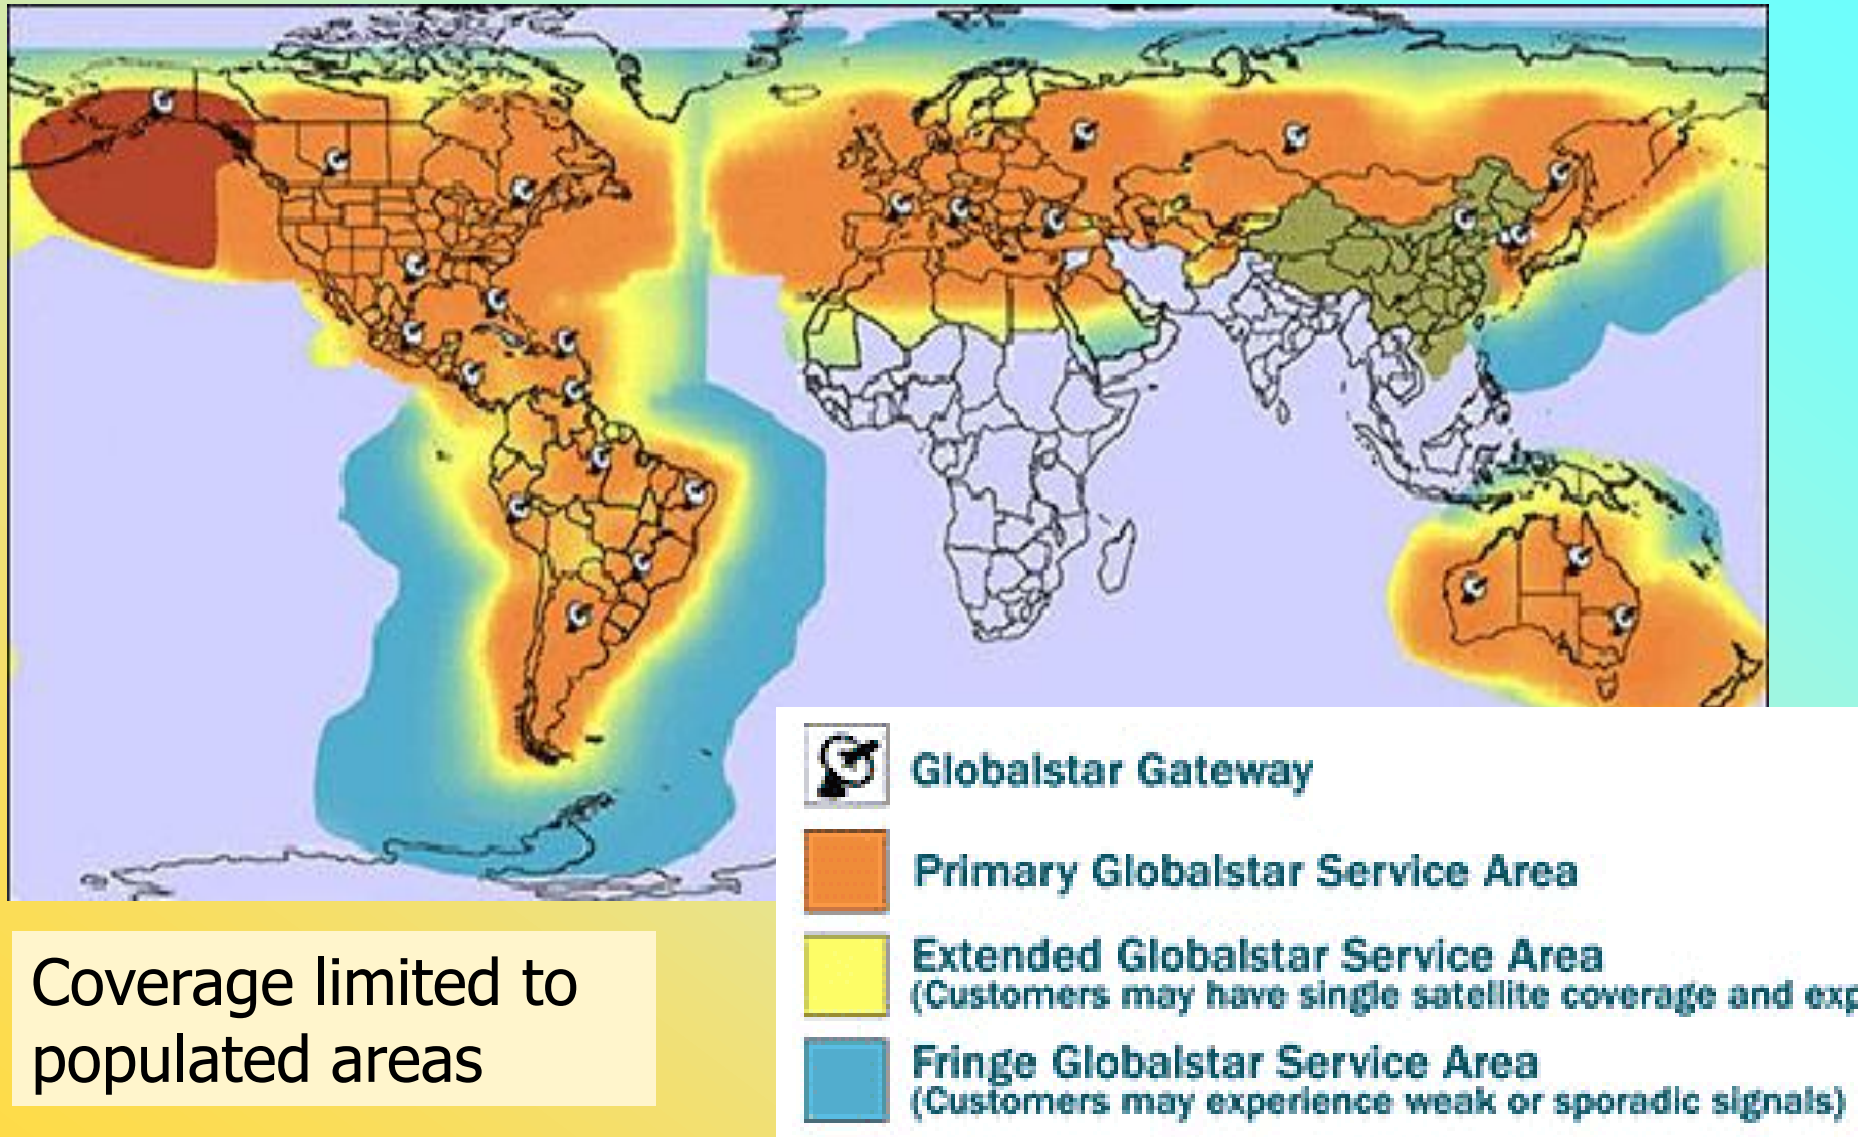 Globalstar Gateway
Primary Globalstar Service Area
Extended Globalstar Service Area
(Customers may have single satellite coverage and exp
Fringe Globalstar Service Area
(Customers may experience weak or sporadic signals)
Coverage limited to
populated areas